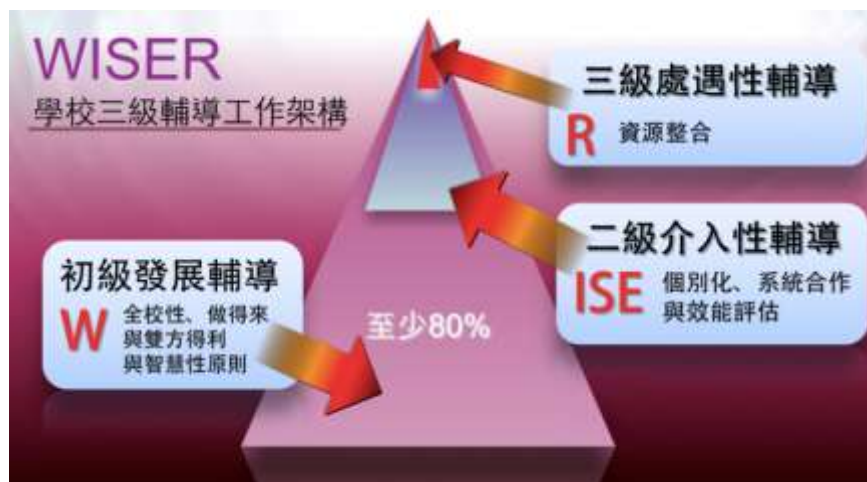 WISER
學校三級輔導工作架構
三級處遇性輔導
R 資源整合
二級介入性輔導
ISE 個別化、系統合作
與效能評估
初級發展輔導
W 全校性、做得來
與雙方得利
與智慧性原則
至少80%